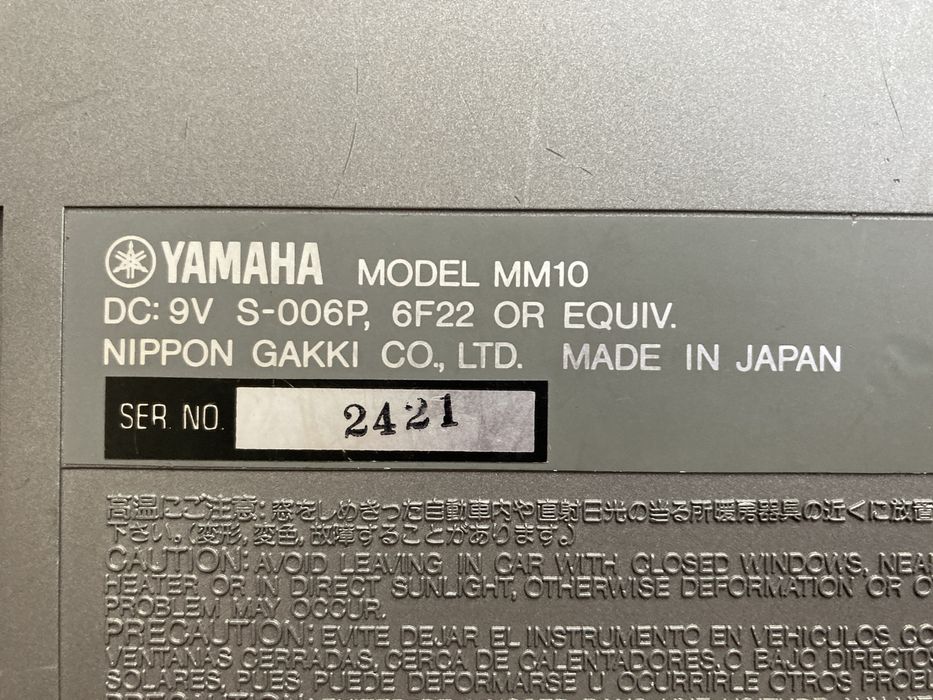 YAMAHA MODEL MM10
DC: 9V S-006P, 6F22 OR EQUIV.
NIPPON GAKKI CO., LTD. MADE IN JAPAN
SER. NO. 2421
高温にご注意: 窓をしめきった自動車内や直射日光の当る所暖房器具の近くに放置
下さい。(変形, 変色, 故障することがあります。)
CAUTION: AVOID LEAVING IN CAR WITH CLOSED WINDOWS, NEAR
HEATER OR IN DIRECT SUNLIGHT, OTHERWISE DEFORMATION OR
PROBLEM MAY OCCUR.
PRECAUTION: EVITE DEJAR EL INSTRUMENTO EN VEHICULOS
VENTANAS CERRADAS, CERCA DE CALENTADORES, O BAJO DIRECTOS
SOLARES, PUES PUEDE DEFORMARSE U OCURRIRLE OTROS